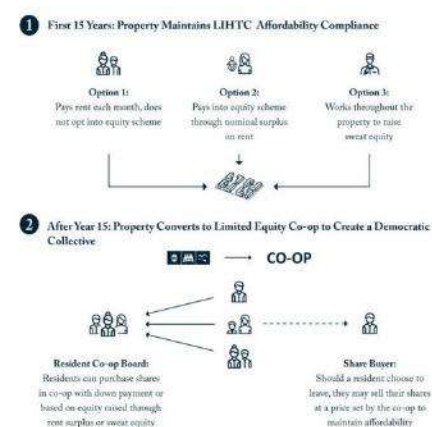 1 First 15 Years: Property Maintains LIHTC Affordability Compliance
Option 1:
Pays rent each month, does
not opt into equity scheme
Option 2:
Pays into equity scheme
through nominal surplus
on rent
Option 3:
Works throughout the
property to raise
sweat equity
2 After Year 15: Property Converts to Limited Equity Co-op to Create a Democratic
Collective
CO-OP
Resident Co-op Board:
Residents can purchase shares
in co-op with down payment or
based on equity raised through
rent surplus or sweat equity
Share Buyer:
Should a resident choose to
leave, they may sell their shares
at a price set by the co-op to
maintain affordability